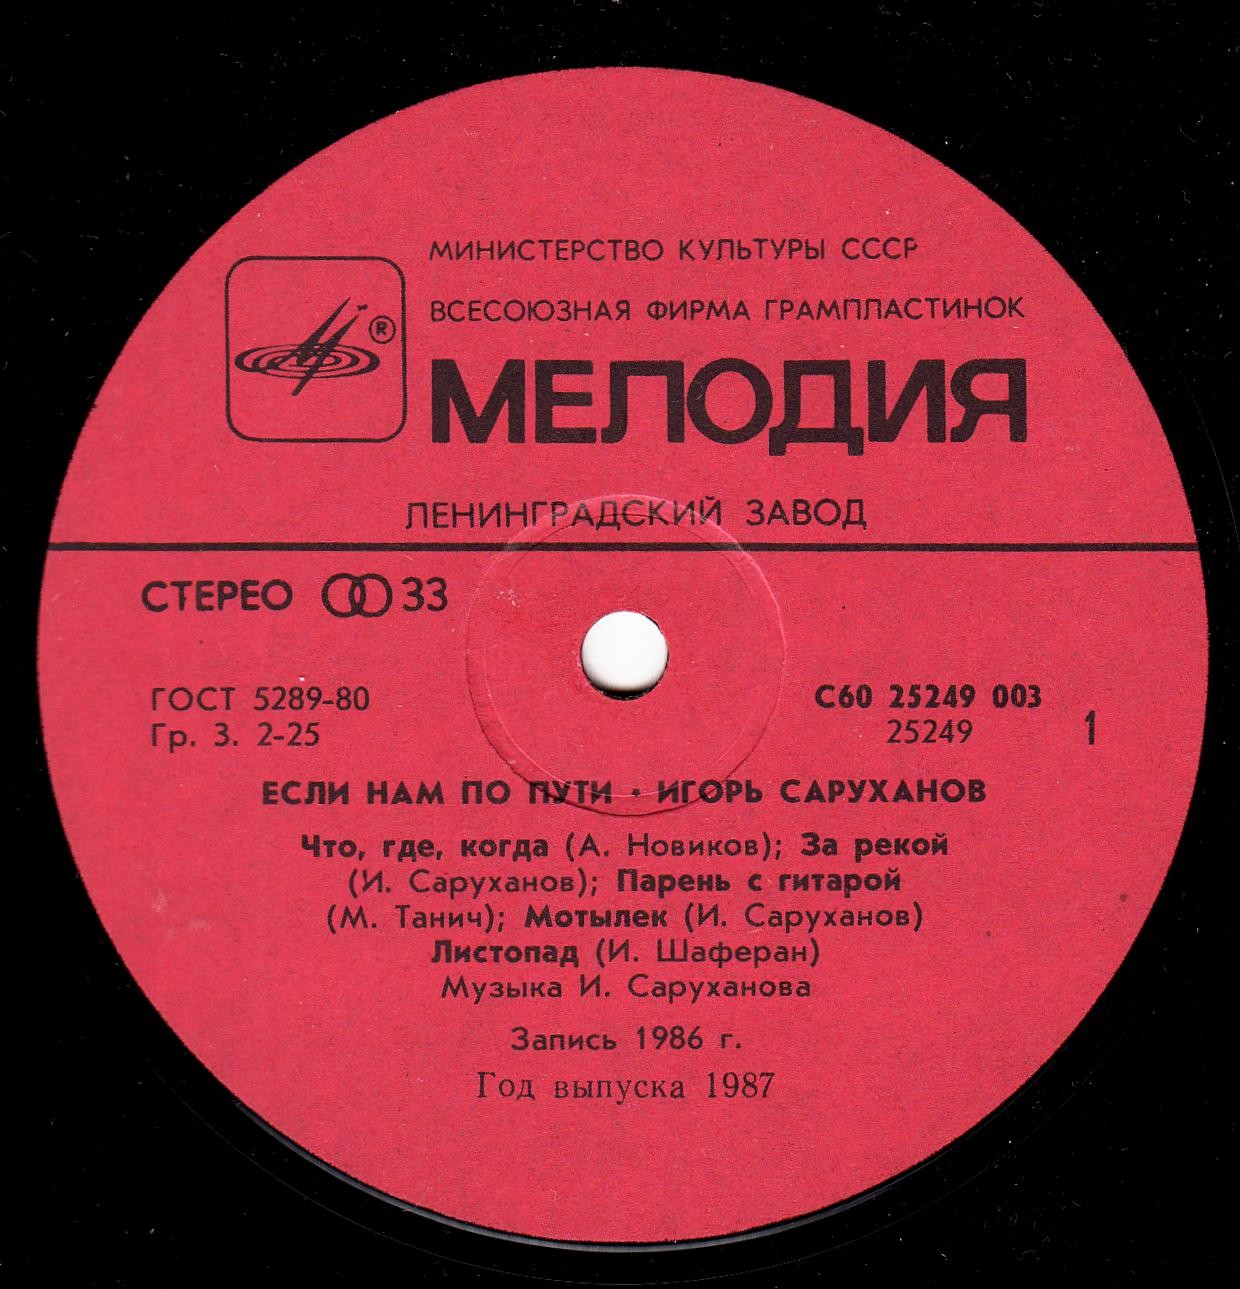 МИНИСТЕРСТВО КУЛЬТУРЫ СССР
ВСЕСОЮЗНАЯ ФИРМА ГРАМПЛАСТИНОК
®
МЕЛОДИЯ
ЛЕНИНГРАДСКИЙ ЗАВОД
СТЕРЕО 33
ГОСТ 5289-80
Гр. 3. 2-25
С60 25249 003
25249 1
ЕСЛИ НАМ ПО ПУТИ · ИГОРЬ САРУХАНОВ
Что, где, когда (А. Новиков); За рекой
(И. Саруханов); Парень с гитарой
(М. Танич); Мотылек (И. Саруханов)
Листопад (И. Шаферан)
Музыка И. Саруханова
Запись 1986 г.
Год выпуска 1987